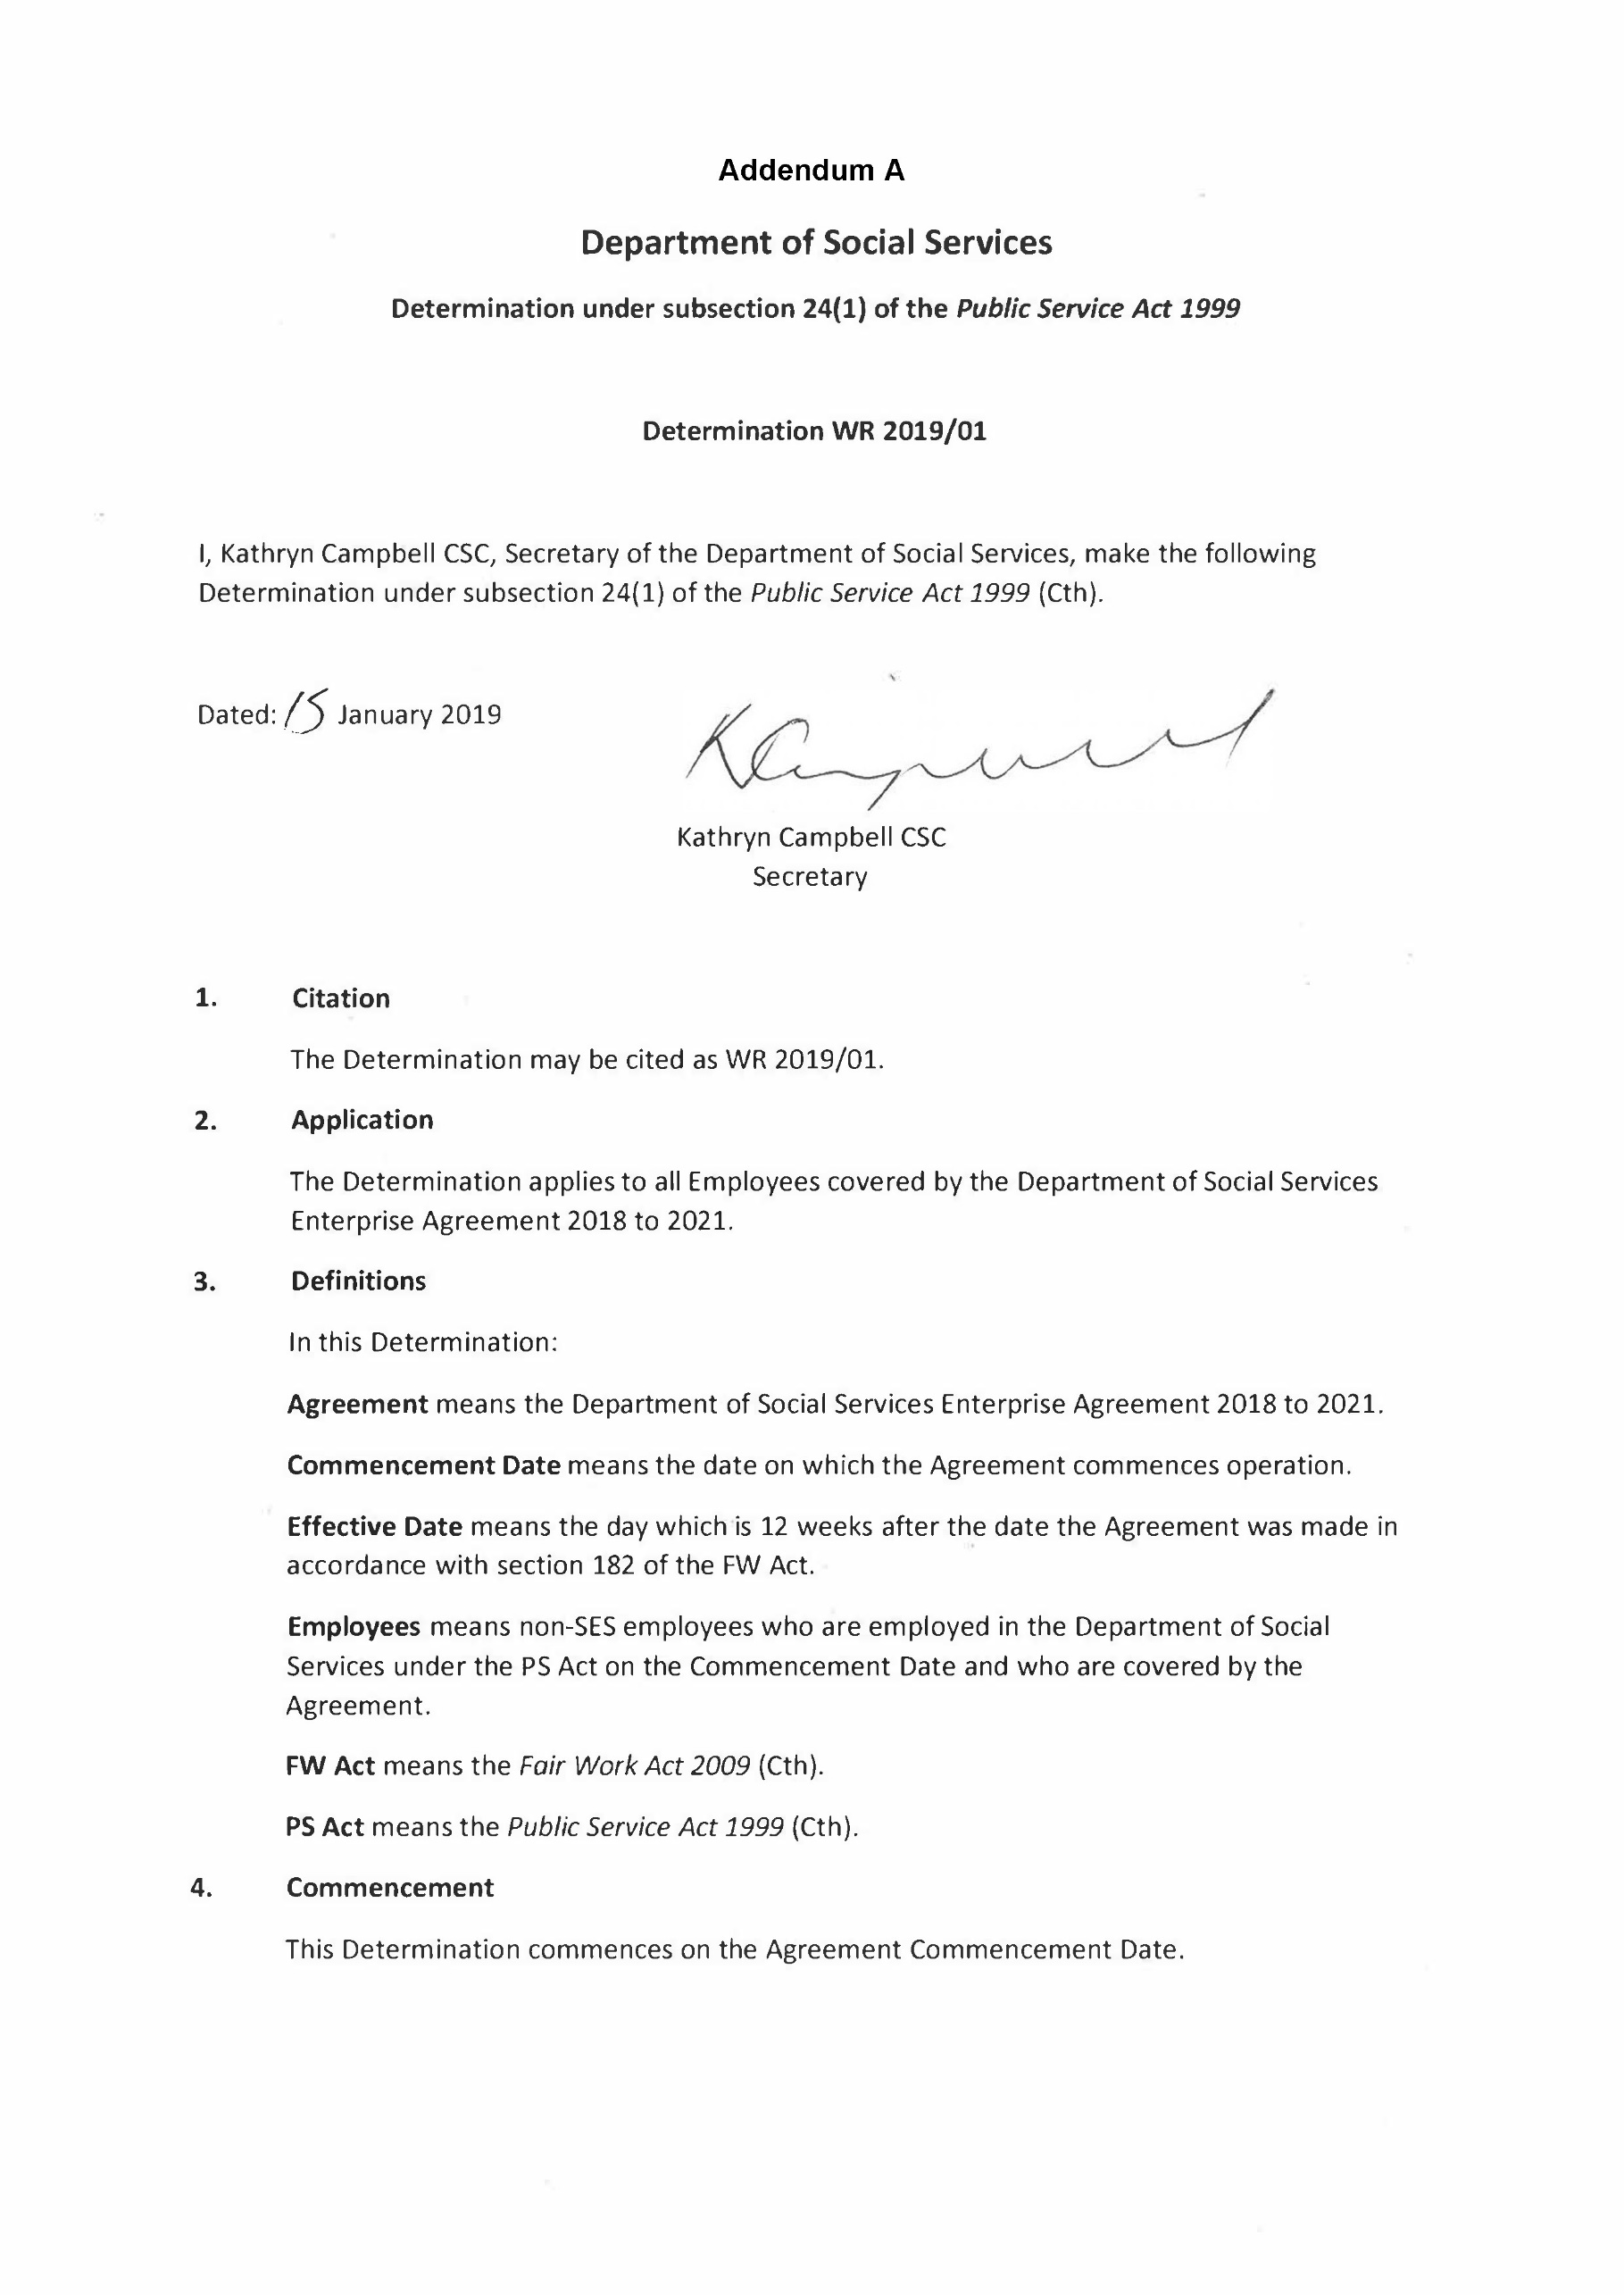 Addendum A
Department of Social Services
Determination under subsection 24(1) of the Public Service Act 1999
Determination WR 2019/01
I, Kathryn Campbell CSC, Secretary of the Department of Social Services, make the following
Determination under subsection 24(1) of the Public Service Act 1999 (Cth).
Dated: 15 January 2019
KCampbell
Kathryn Campbell CSC
Secretary
1. Citation
The Determination may be cited as WR 2019/01.
2. Application
The Determination applies to all Employees covered by the Department of Social Services
Enterprise Agreement 2018 to 2021.
3. Definitions
In this Determination:
Agreement means the Department of Social Services Enterprise Agreement 2018 to 2021.
Commencement Date means the date on which the Agreement commences operation.
Effective Date means the day which is 12 weeks after the date the Agreement was made in
accordance with section 182 of the FW Act.
Employees means non-SES employees who are employed in the Department of Social
Services under the PS Act on the Commencement Date and who are covered by the
Agreement.
FW Act means the Fair Work Act 2009 (Cth).
PS Act means the Public Service Act 1999 (Cth).
4. Commencement
This Determination commences on the Agreement Commencement Date.